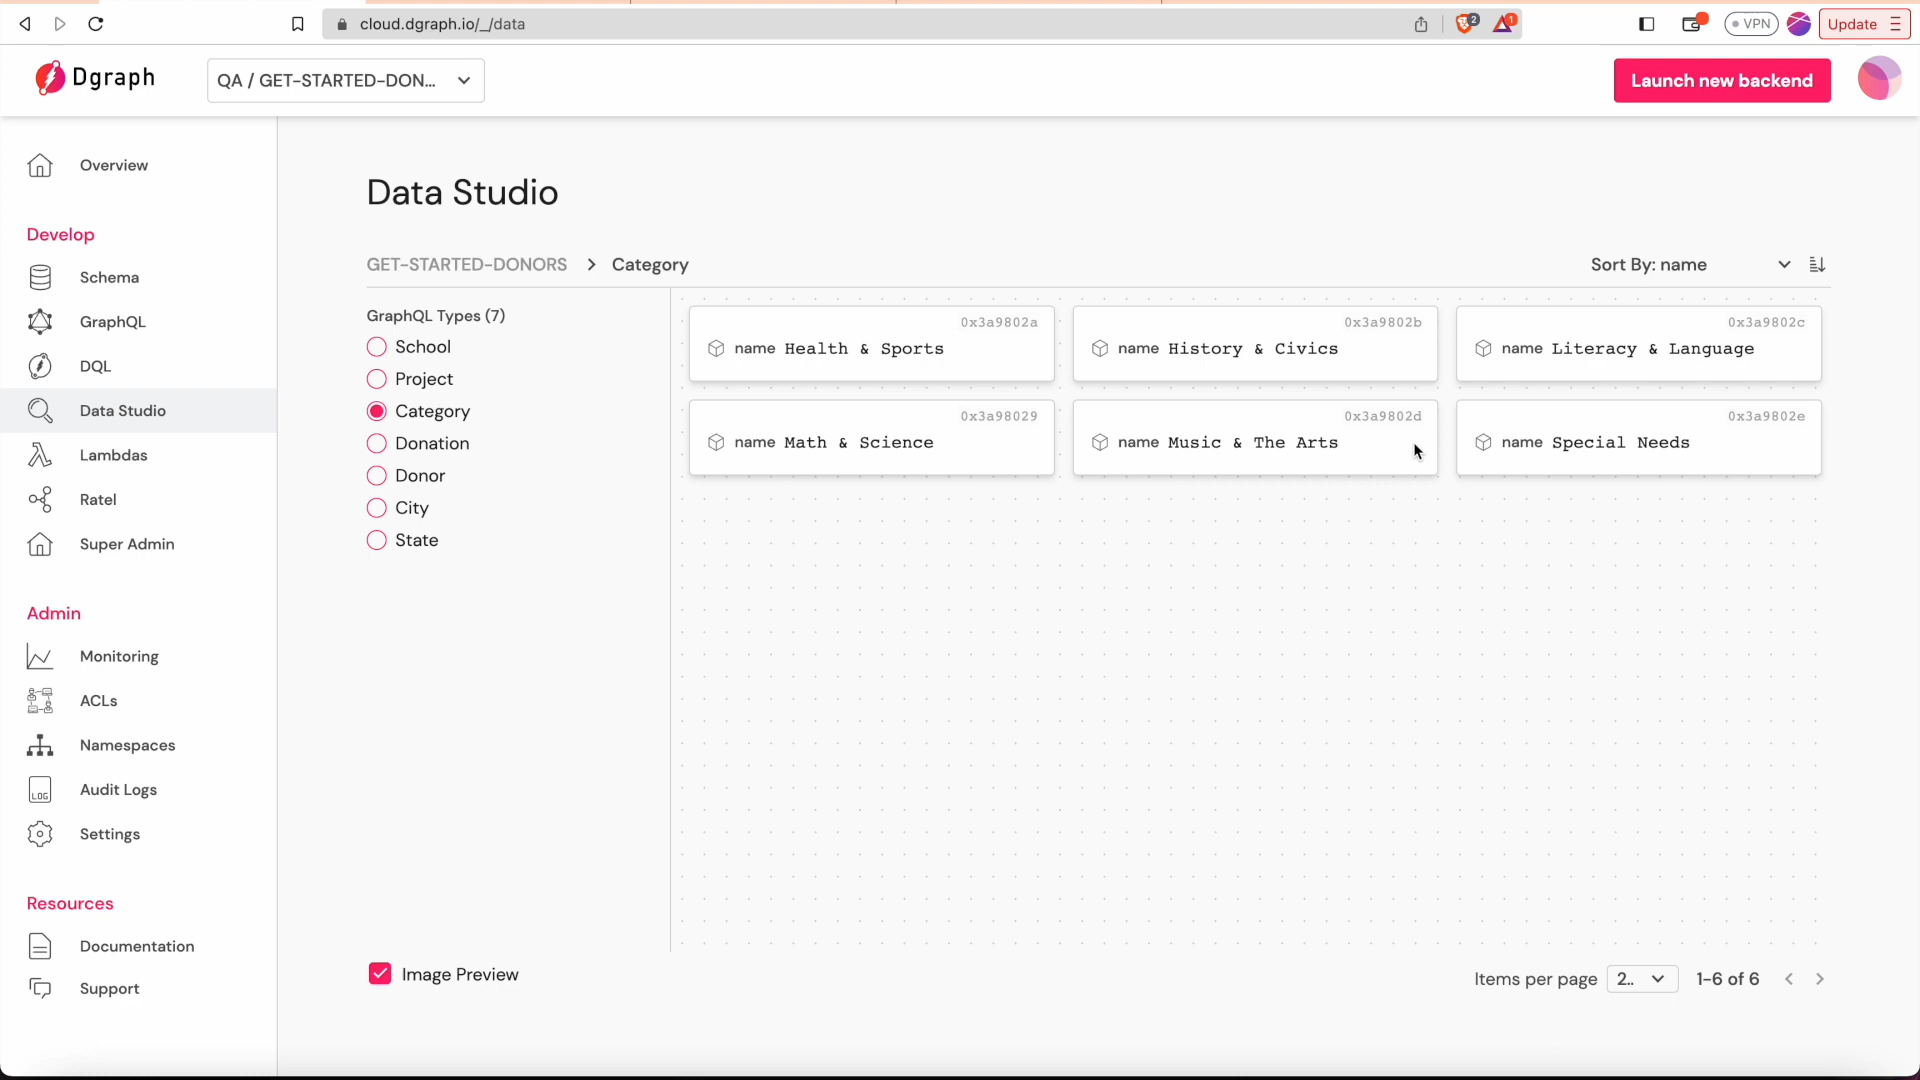 cloud.dgraph.io/_/data
2
1
VPN
Update
Dgraph
QA / GET-STARTED-DON...
Launch new backend
Overview
Develop
Schema
GraphQL
DQL
Data Studio
Lambdas
Ratel
Super Admin
Admin
Monitoring
ACLs
Namespaces
LOG
Audit Logs
Settings
Resources
Documentation
Support
Data Studio
GET-STARTED-DONORS > Category
Sort By: name
GraphQL Types (7)
School
Project
Category
Donation
Donor
City
State
0x3a9802a
name Health & Sports
0x3a9802b
name History & Civics
0x3a9802c
name Literacy & Language
0x3a98029
name Math & Science
0x3a9802d
name Music & The Arts
0x3a9802e
name Special Needs
Image Preview
Items per page 2.. 1-6 of 6